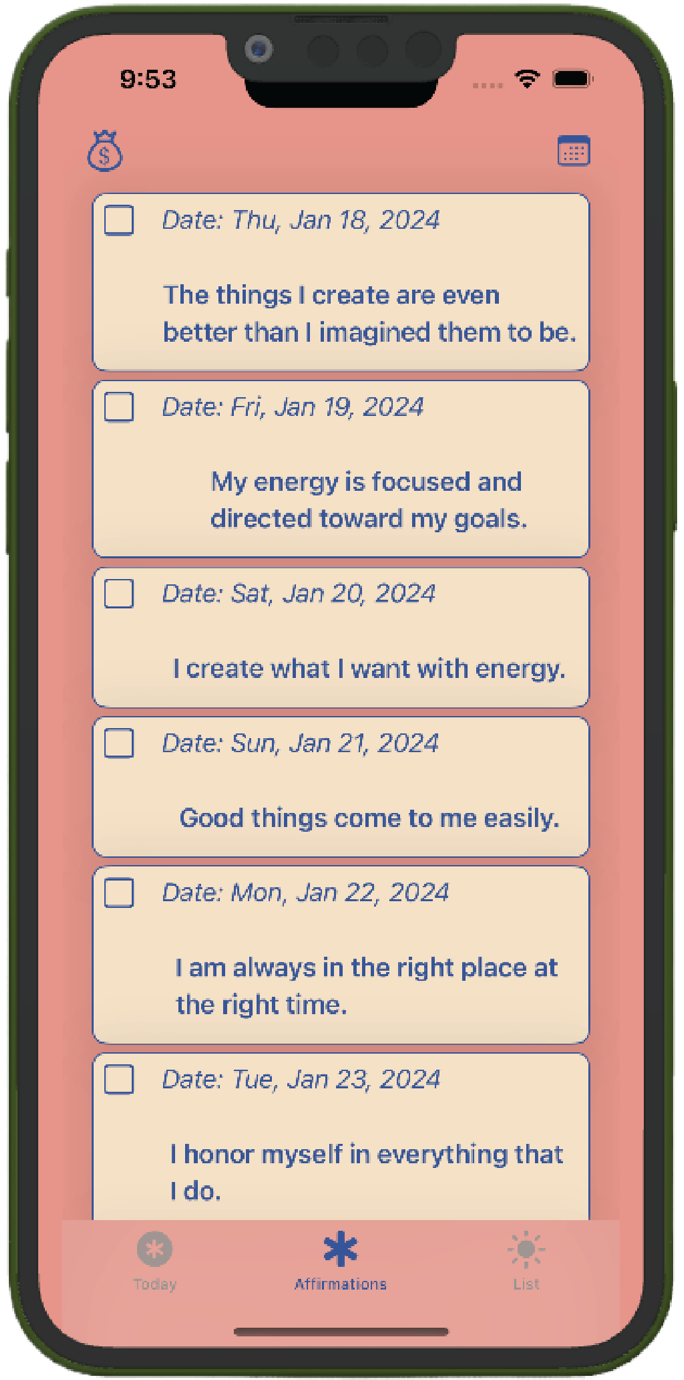 9:53
$
Date: Thu, Jan 18, 2024
The things I create are even
better than I imagined them to be.
Date: Fri, Jan 19, 2024
My energy is focused and
directed toward my goals.
Date: Sat, Jan 20, 2024
I create what I want with energy.
Date: Sun, Jan 21, 2024
Good things come to me easily.
Date: Mon, Jan 22, 2024
I am always in the right place at
the right time.
Date: Tue, Jan 23, 2024
I honor myself in everything that
I do.
Today Affirmations List